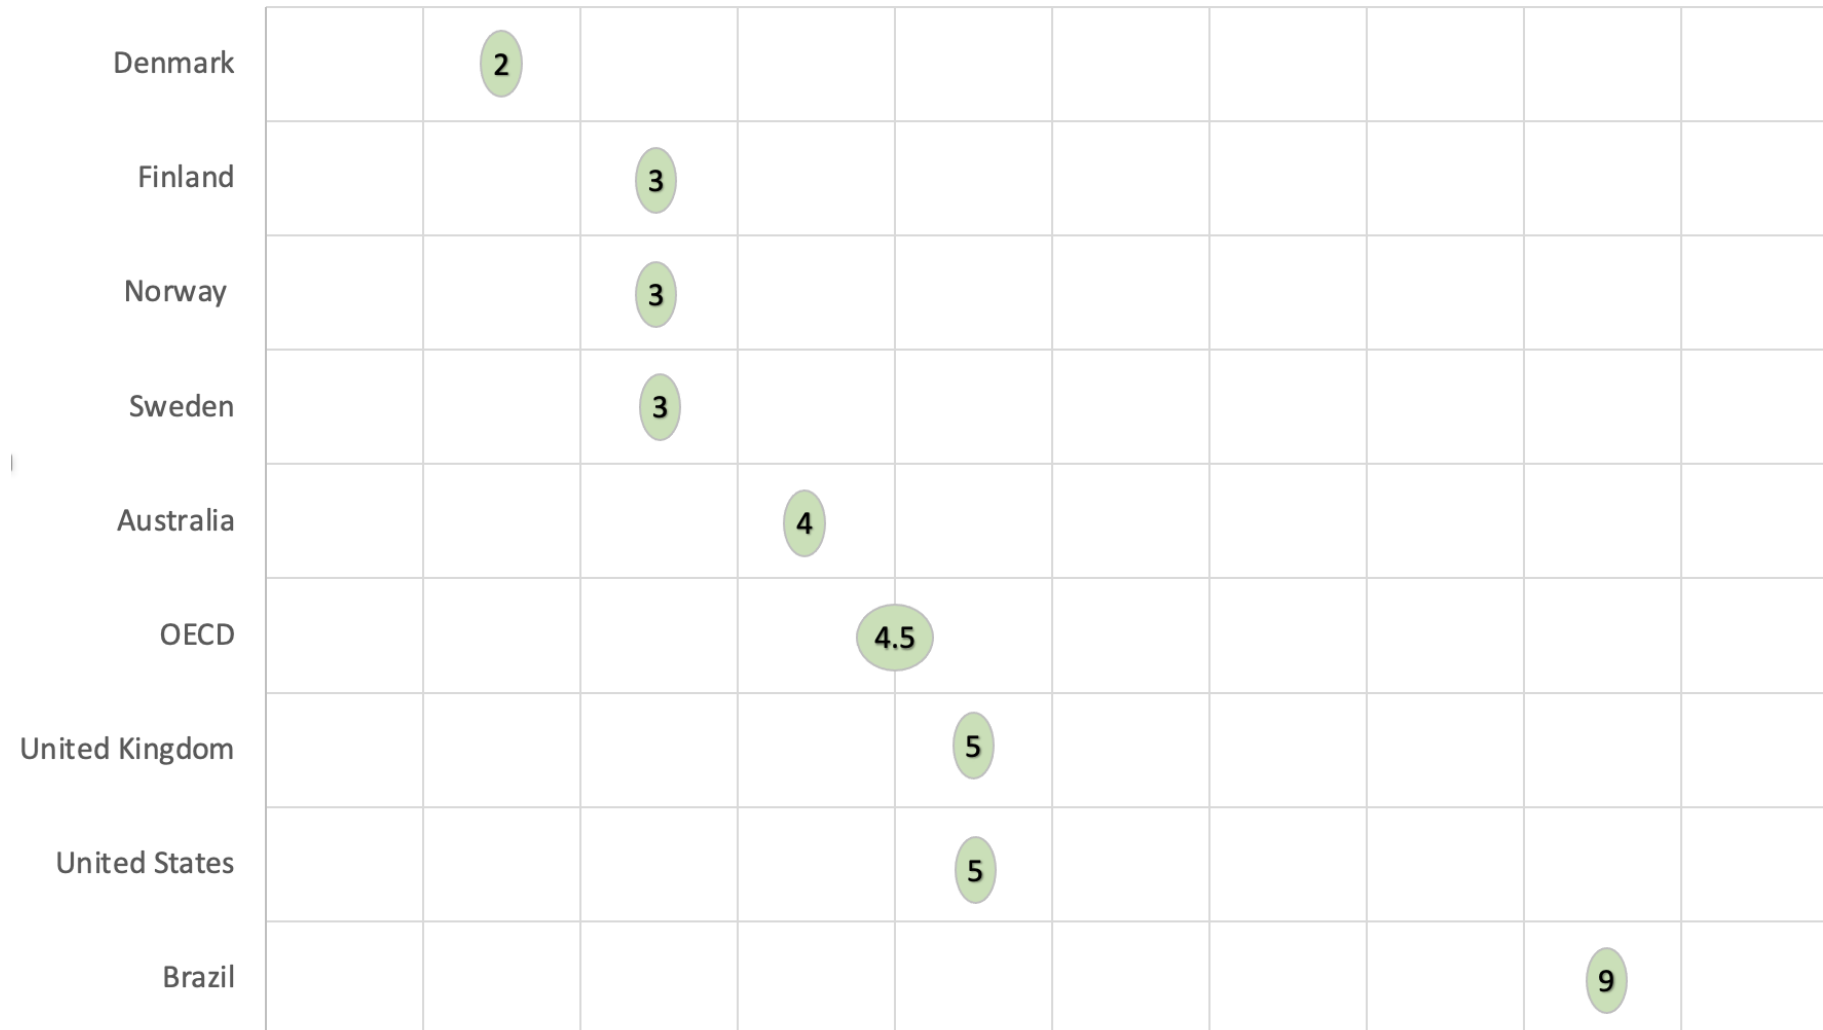 Denmark 2
Finland 3
Norway 3
Sweden 3
Australia 4
OECD 4.5
United Kingdom 5
United States 5
Brazil 9